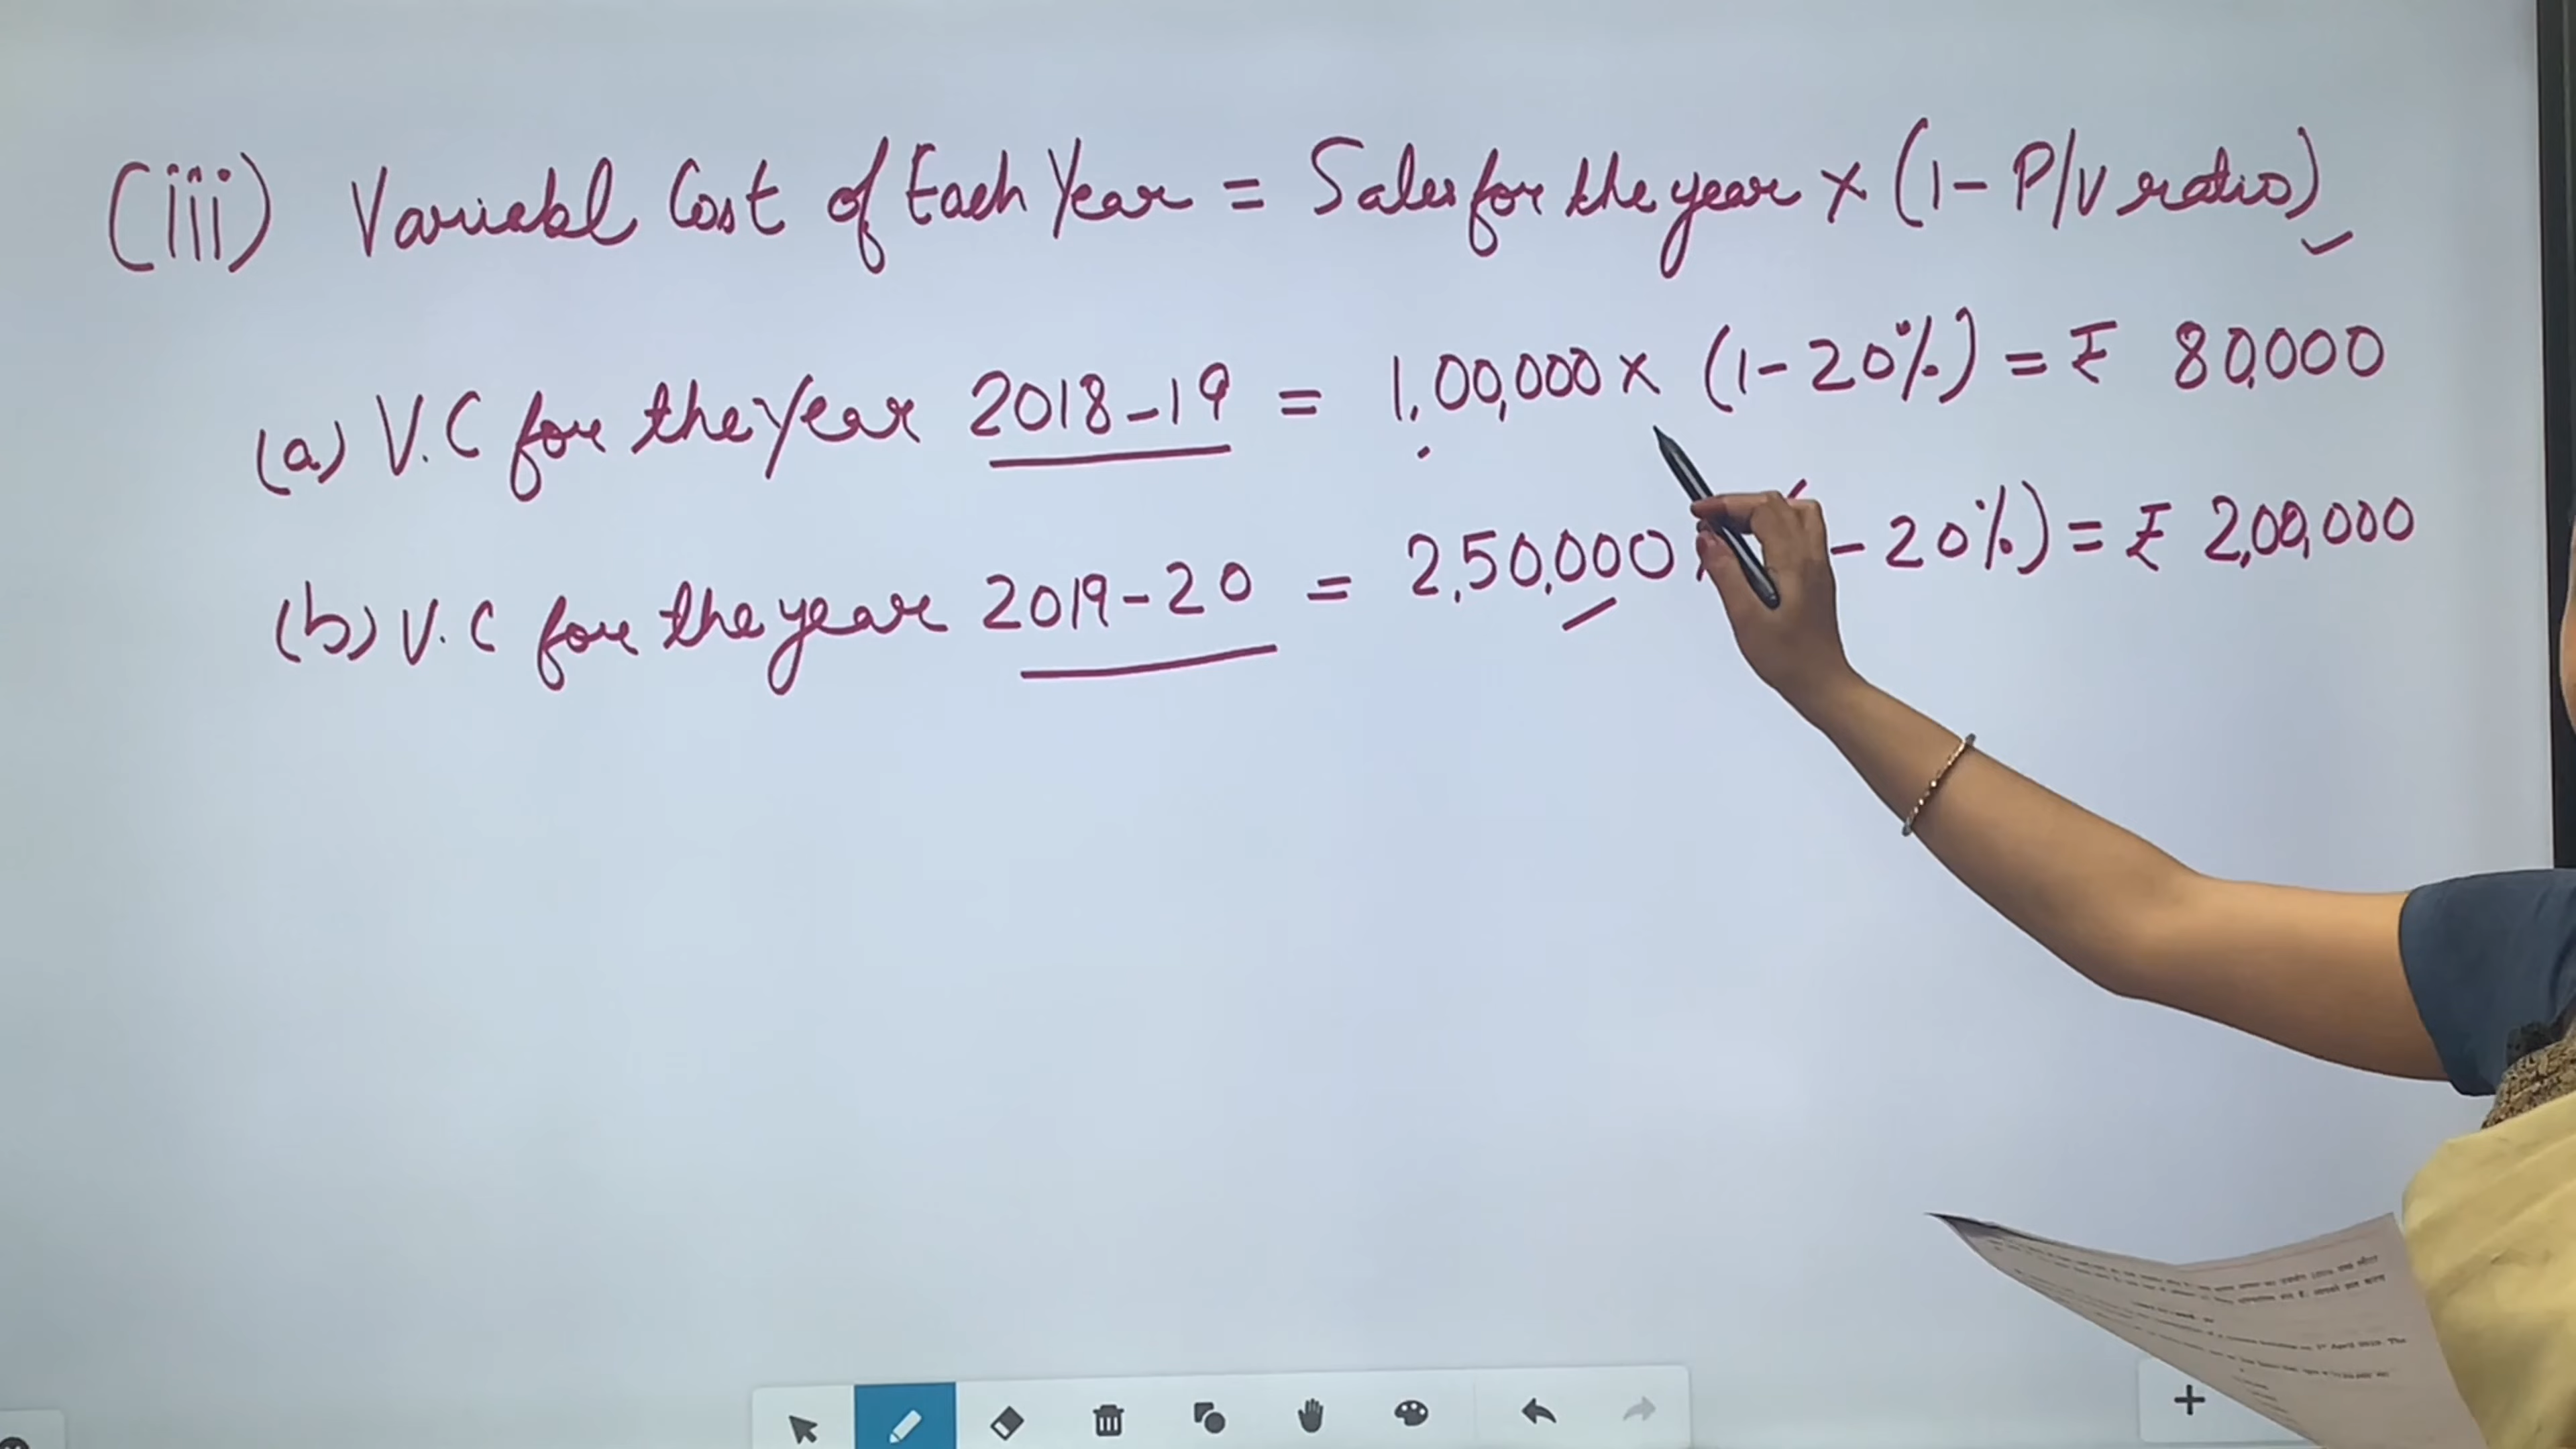 (iii) Variabl Cost of Each Year = Sales for the year × (1 - P/V ratio)
(a) V.C for the Year 2018-19 = 1,00,000 × (1-20%) = ₹ 80,000
(b) V.C for the year 2019-20 = 2,50,000 - 20%) = ₹ 2,00,000